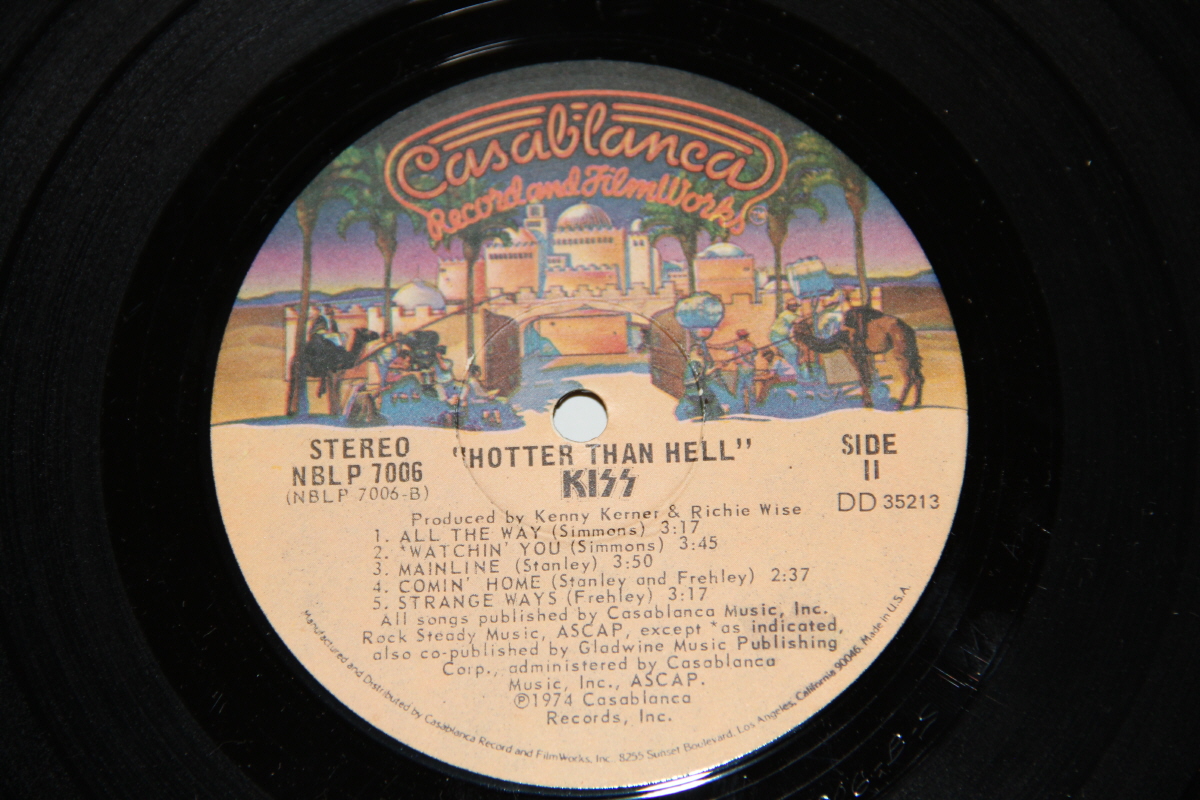 Casablanca
Record and FilmWorks
TM
STEREO
NBLP 7006
(NBLP 7006-B)
"HOTTER THAN HELL"
KISS
SIDE
II
DD 35213
Produced by Kenny Kerner & Richie Wise
1. ALL THE WAY (Simmons) 3:17
2. *WATCHIN' YOU (Simmons) 3:45
3. MAINLINE (Stanley) 3:50
4. COMIN' HOME (Stanley and Frehley) 2:37
5. STRANGE WAYS (Frehley) 3:17
All songs published by Casablanca Music, Inc.
Rock Steady Music, ASCAP, except *as indicated,
also co-published by Gladwine Music Publishing
Corp., administered by Casablanca
Music, Inc., ASCAP.
℗1974 Casablanca
Records, Inc.
Manufactured and Distributed by Casablanca Record and FilmWorks, Inc. 8255 Sunset Boulevard, Los Angeles, California 90046. Made in U.S.A.